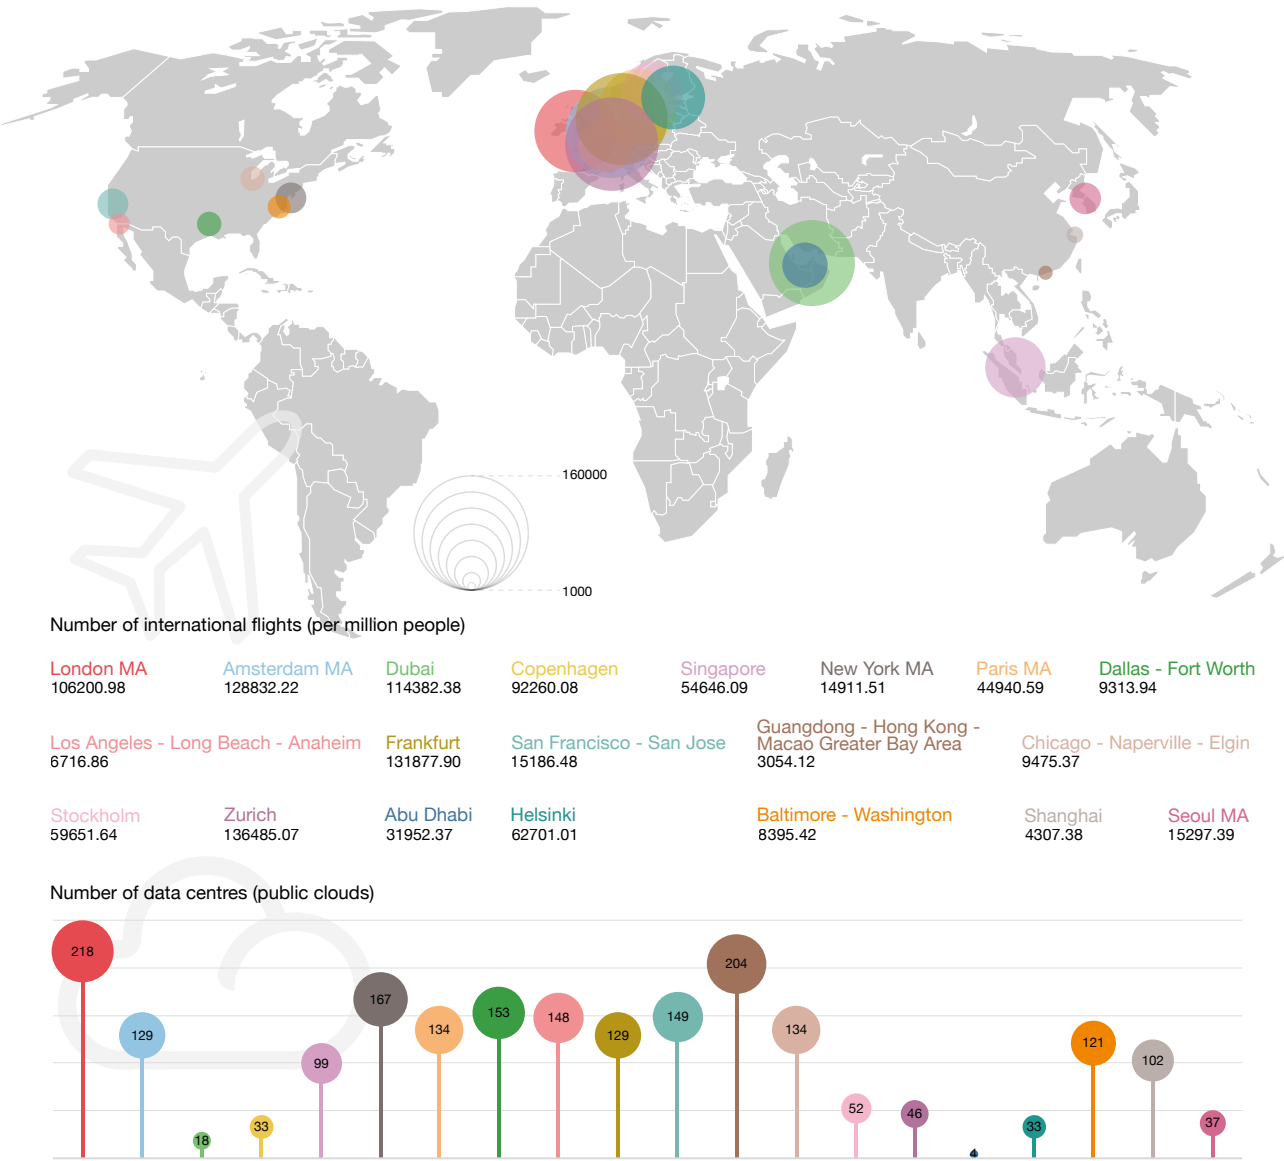 160000
1000
Number of international flights (per million people)
London MA
106200.98
Amsterdam MA
128832.22
Dubai
114382.38
Copenhagen
92260.08
Singapore
54646.09
New York MA
14911.51
Paris MA
44940.59
Dallas - Fort Worth
9313.94
Los Angeles - Long Beach - Anaheim
6716.86
Frankfurt
131877.90
San Francisco - San Jose
15186.48
Guangdong - Hong Kong -
Macao Greater Bay Area
3054.12
Chicago - Naperville - Elgin
9475.37
Stockholm
59651.64
Zurich
136485.07
Abu Dhabi
31952.37
Helsinki
62701.01
Baltimore - Washington
8395.42
Shanghai
4307.38
Seoul MA
15297.39
Number of data centres (public clouds)
218
129
18
33
99
167
134
153
148
129
149
204
134
52
46
4
33
121
102
37